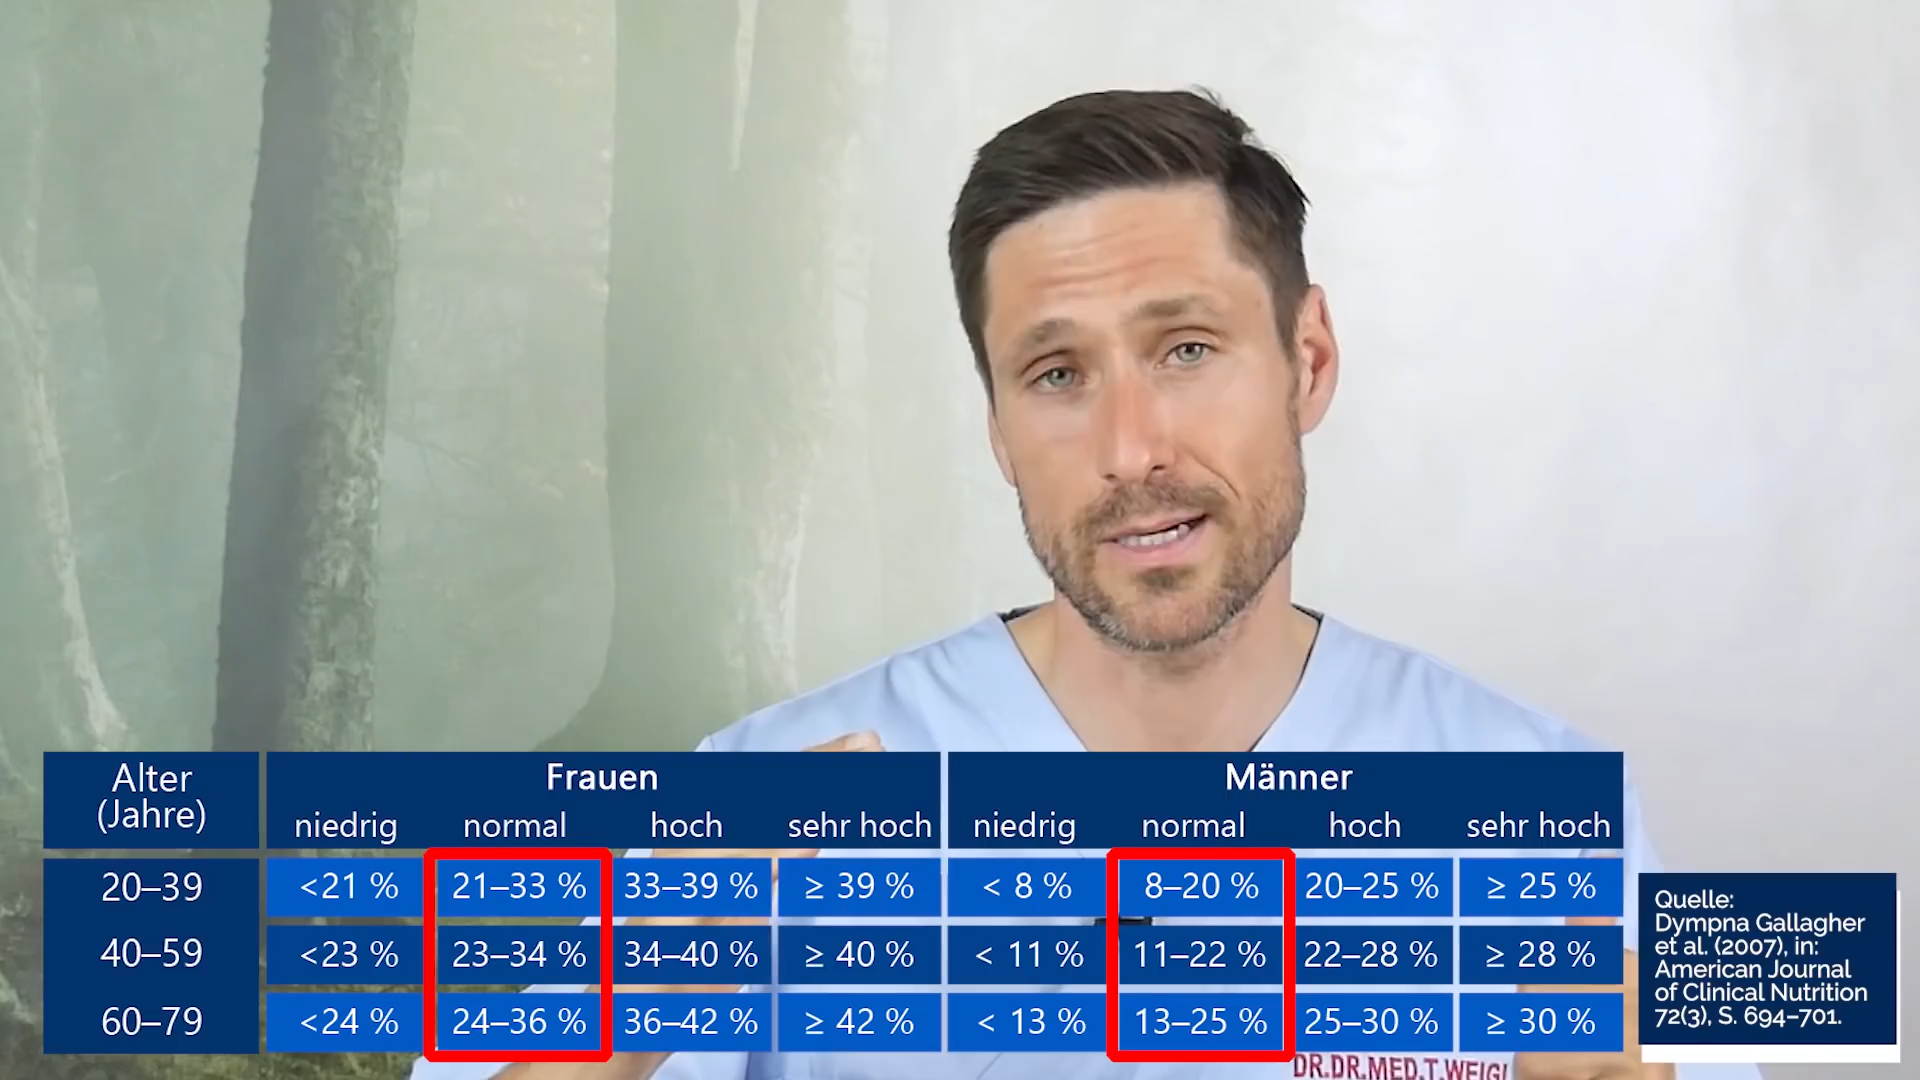 Alter
(Jahre)
Frauen
Männer
niedrig normal hoch sehr hoch niedrig normal hoch sehr hoch
20–39 <21 % 21–33 % 33–39 % ≥ 39 % < 8 % 8–20 % 20–25 % ≥ 25 %
40–59 <23 % 23–34 % 34–40 % ≥ 40 % < 11 % 11–22 % 22–28 % ≥ 28 %
60–79 <24 % 24–36 % 36–42 % ≥ 42 % < 13 % 13–25 % 25–30 % ≥ 30 %
Quelle:
Dympna Gallagher
et al. (2007), in:
American Journal
of Clinical Nutrition
72(3), S. 694–701.
DR.DR.MED.T.WEIGL